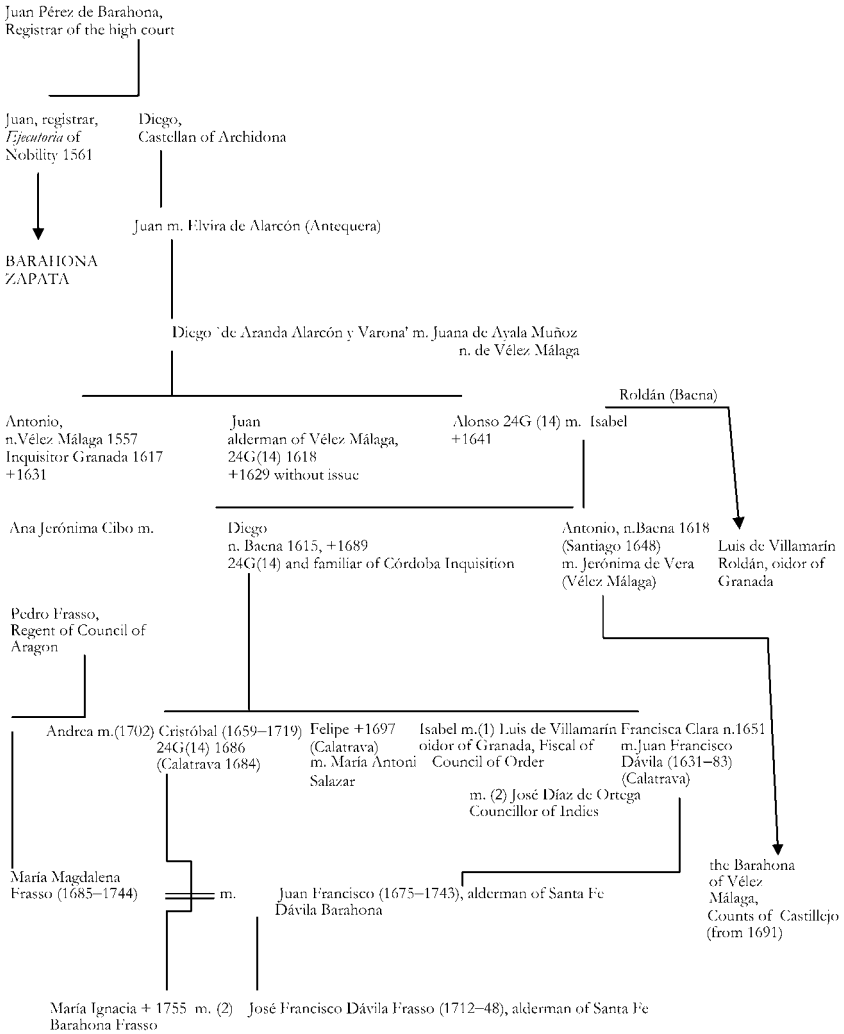 Juan Pérez de Barahona,
Registrar of the high court
Juan, registrar,
Ejecutoria of
Nobility 1561
Diego,
Castellan of Archidona
Juan m. Elvira de Alarcón (Antequera)
BARAHONA
ZAPATA
Diego `de Aranda Alarcón y Varona' m. Juana de Ayala Muñoz
n. de Vélez Málaga
Roldán (Baena)
Antonio,
n.Vélez Málaga 1557
Inquisitor Granada 1617
+1631
Juan
alderman of Vélez Málaga,
24G(14) 1618
+1629 without issue
Alonso 24G (14) m. Isabel
+1641
Ana Jerónima Cibo m.
Diego
n. Baena 1615, +1689
24G(14) and familiar of Córdoba Inquisition
Antonio, n.Baena 1618
(Santiago 1648)
m. Jerónima de Vera
(Vélez Málaga)
Luis de Villamarín
Roldán, oidor of
Granada
Pedro Frasso,
Regent of Council of
Aragon
Andrea m.(1702) Cristóbal (1659–1719)
24G(14) 1686
(Calatrava 1684)
Felipe +1697
(Calatrava)
m. María Antoni
Salazar
Isabel m.(1) Luis de Villamarín
oidor of Granada, Fiscal of
Council of Order
m. (2) José Díaz de Ortega
Councillor of Indies
Francisca Clara n.1651
m.Juan Francisco
Dávila (1631–83)
(Calatrava)
María Magdalena
Frasso (1685–1744)
m.
Juan Francisco (1675–1743), alderman of Santa Fe
Dávila Barahona
the Barahona
of Vélez
Málaga,
Counts of Castillejo
(from 1691)
María Ignacia + 1755 m. (2)
Barahona Frasso
José Francisco Dávila Frasso (1712–48), alderman of Santa Fe